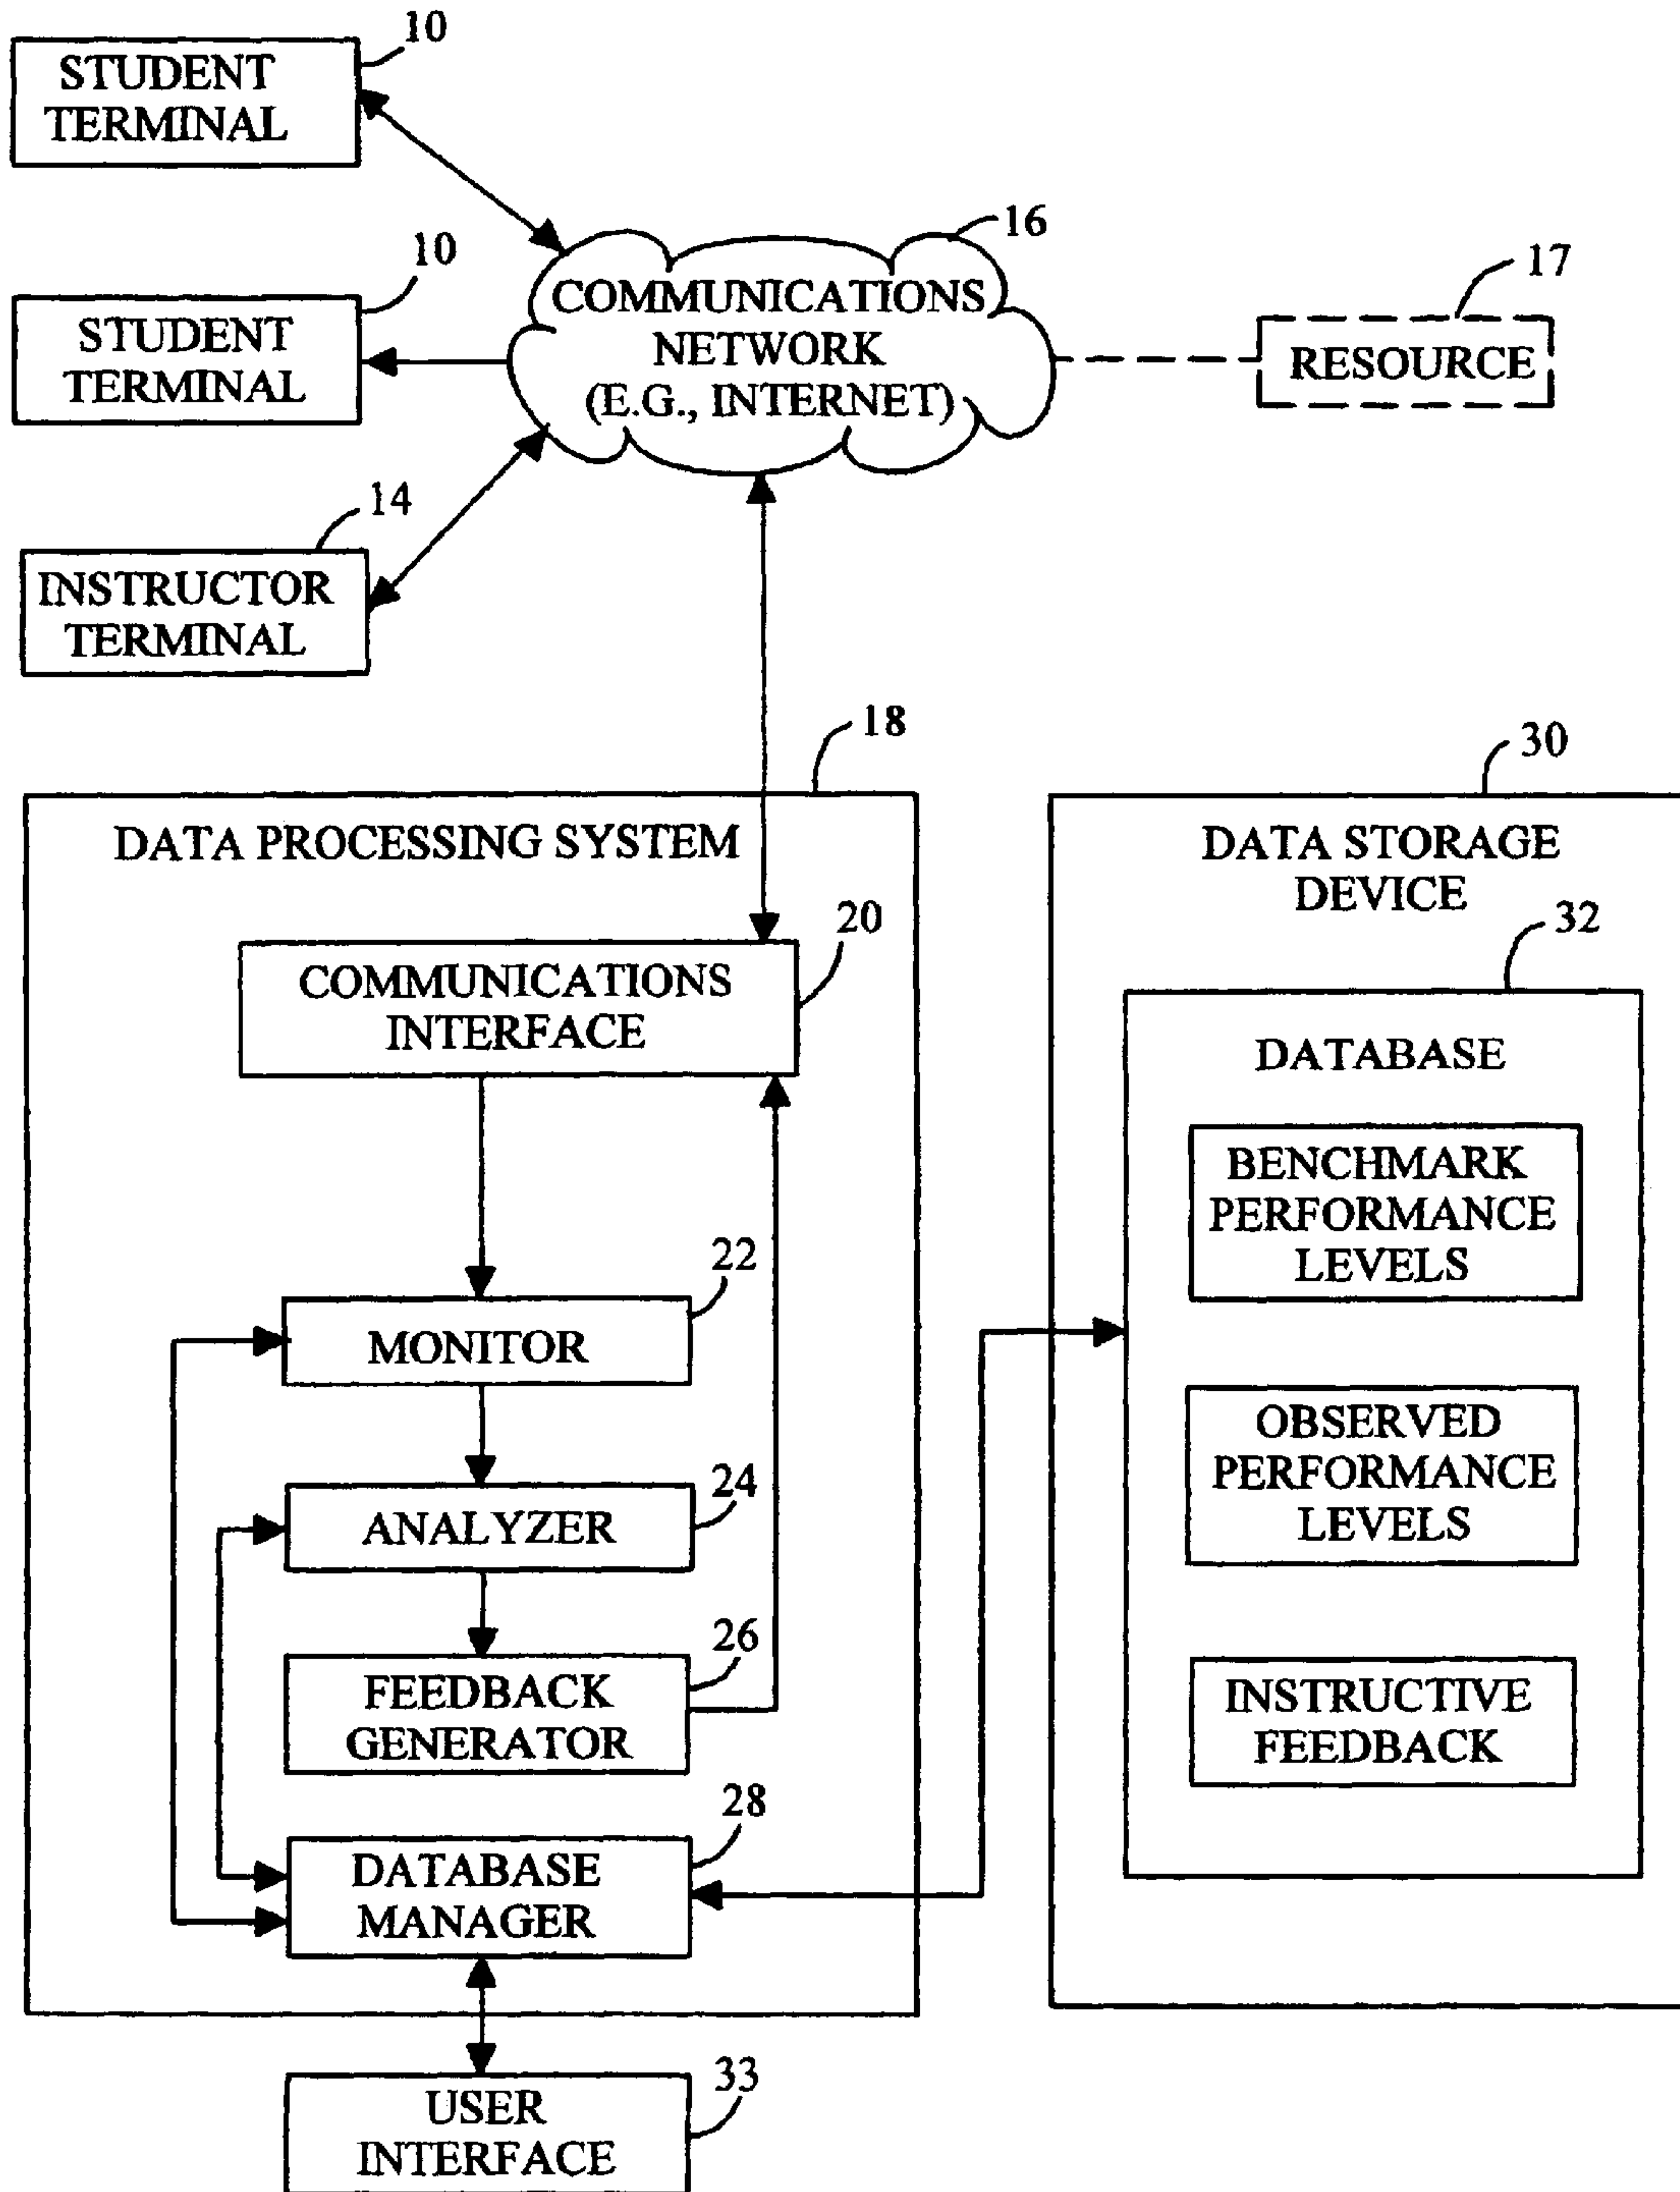 10
STUDENT
TERMINAL
10
STUDENT
TERMINAL
14
INSTRUCTOR
TERMINAL
16
COMMUNICATIONS
NETWORK
(E.G., INTERNET)
17
RESOURCE
18
DATA PROCESSING SYSTEM
20
COMMUNICATIONS
INTERFACE
22
MONITOR
24
ANALYZER
26
FEEDBACK
GENERATOR
28
DATABASE
MANAGER
33
USER
INTERFACE
30
DATA STORAGE
DEVICE
32
DATABASE
BENCHMARK
PERFORMANCE
LEVELS
OBSERVED
PERFORMANCE
LEVELS
INSTRUCTIVE
FEEDBACK